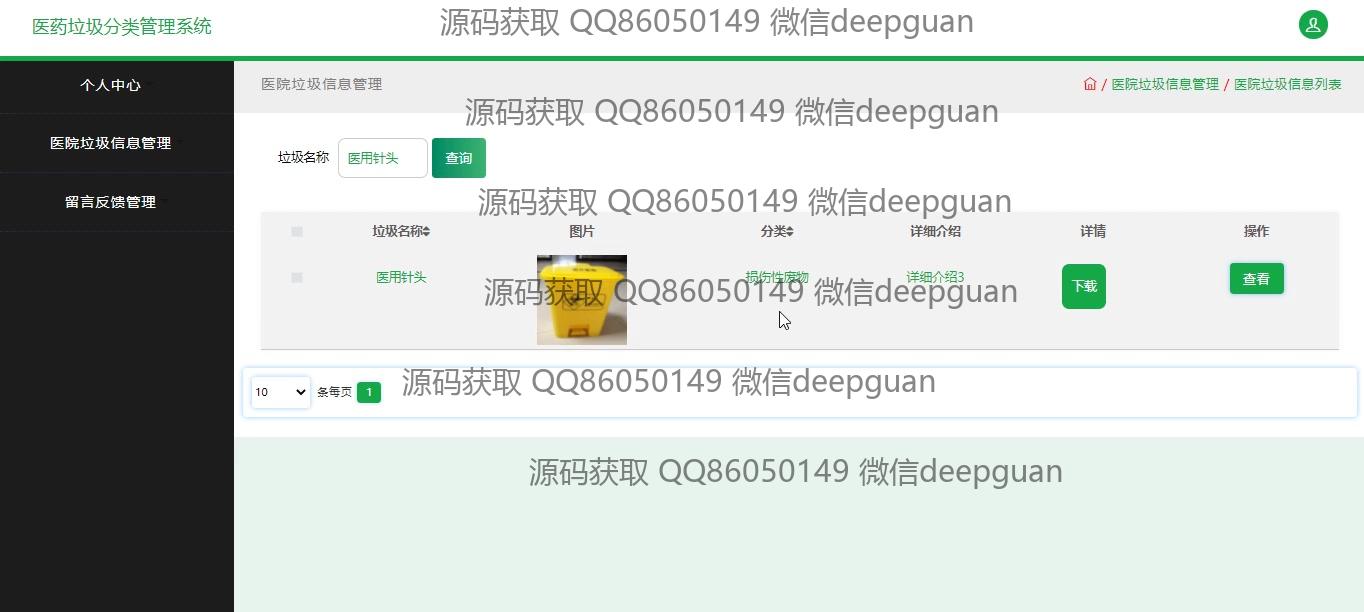 医药垃圾分类管理系统
源码获取 QQ86050149 微信deepguan
个人中心
医院垃圾信息管理
留言反馈管理
医院垃圾信息管理
/ 医院垃圾信息管理 / 医院垃圾信息列表
源码获取 QQ86050149 微信deepguan
垃圾名称 医用针头 查询
源码获取 QQ86050149 微信deepguan
垃圾名称 图片 分类 详细介绍 详情 操作
医用针头 损伤性废物 详细介绍3 下载 查看
源码获取 QQ86050149 微信deepguan
10 条每页 1
源码获取 QQ86050149 微信deepguan
源码获取 QQ86050149 微信deepguan